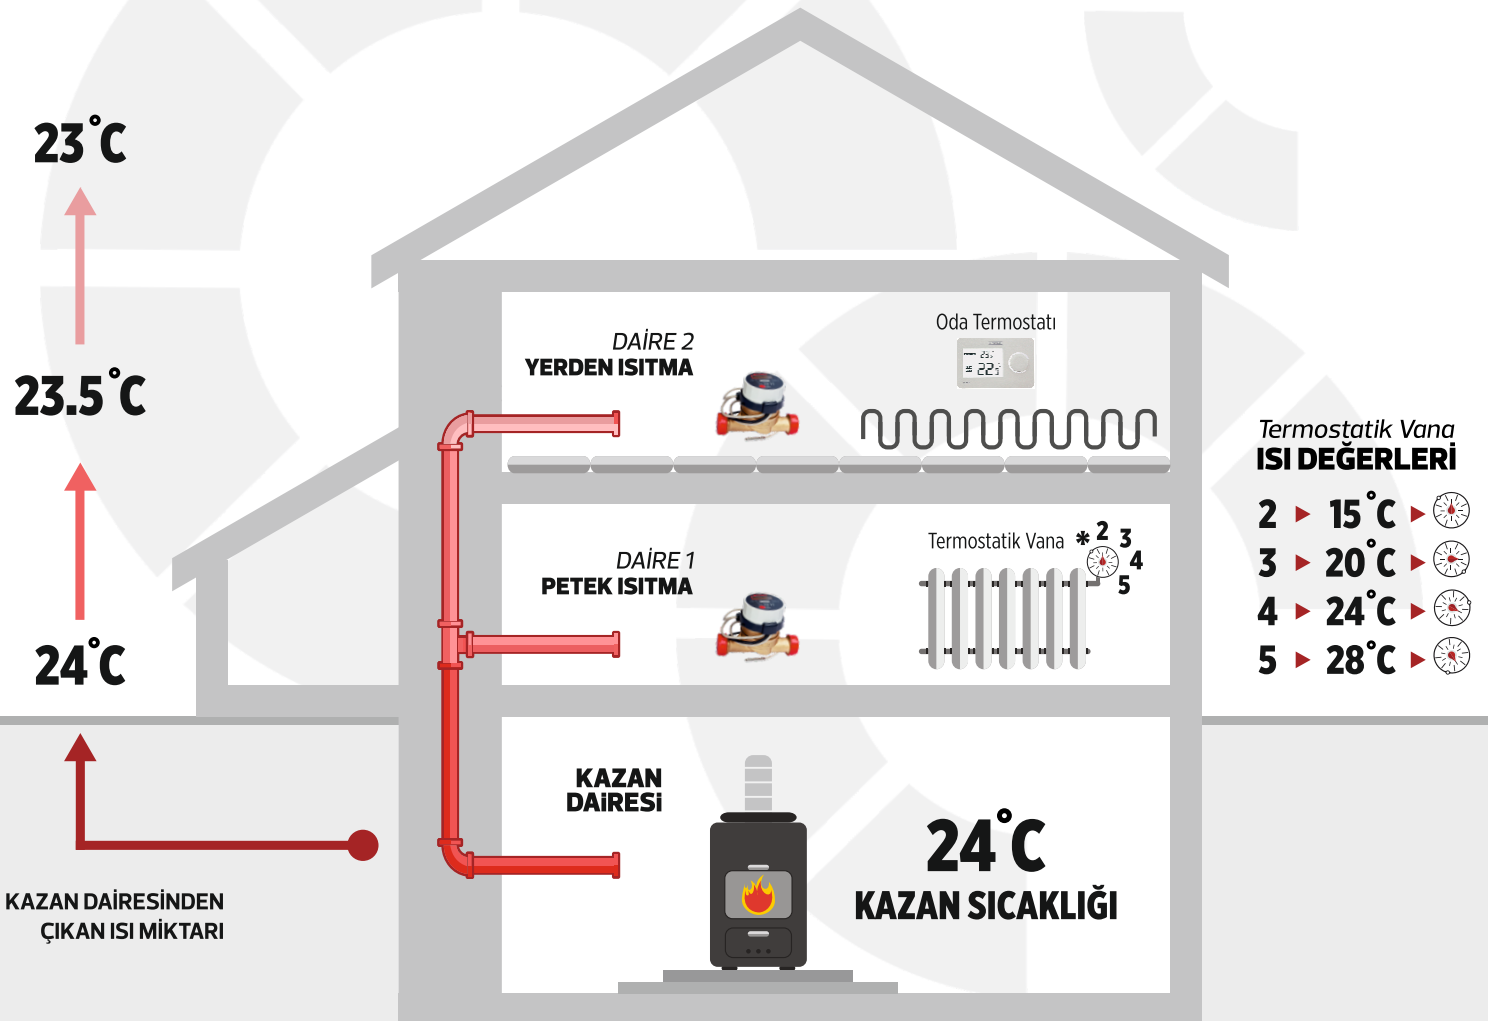 23°C
23.5°C
24°C
KAZAN DAİRESİNDEN
ÇIKAN ISI MİKTARI
DAİRE 2
YERDEN ISITMA
Oda Termostatı
DAİRE 1
PETEK ISITMA
Termostatik Vana
* 2 3 4 5
KAZAN
DAİRESİ
24°C
KAZAN SICAKLIĞI
Termostatik Vana
ISI DEĞERLERİ
2 15°C
3 20°C
4 24°C
5 28°C